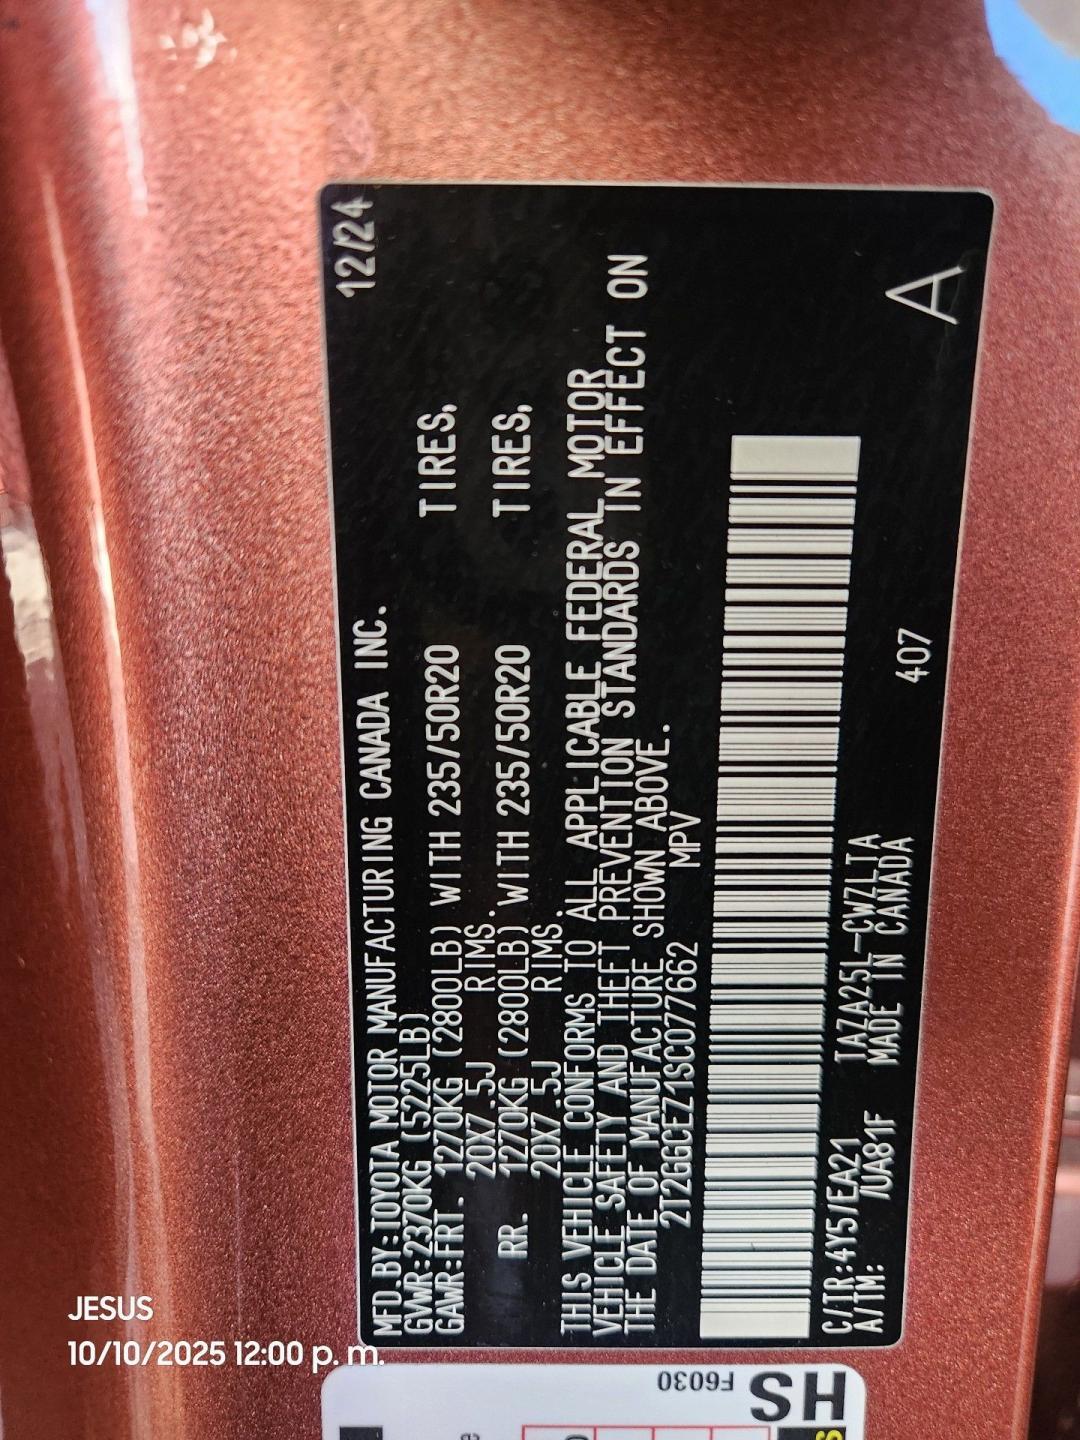 MFD.BY:TOYOTA MOTOR MANUFACTURING CANADA INC. 12/24
GVWR:2370KG (5225LB)
GAWR:FRT. 1270KG (2800LB) WITH 235/50R20 TIRES,
20X7.5J RIMS.
RR. 1270KG (2800LB) WITH 235/50R20 TIRES,
20X7.5J RIMS.
THIS VEHICLE CONFORMS TO ALL APPLICABLE FEDERAL MOTOR
VEHICLE SAFETY AND THEFT PREVENTION STANDARDS IN EFFECT ON
THE DATE OF MANUFACTURE SHOWN ABOVE.
2T2GGCEZ1SC077662 MPV
C/TR:4Y5/EA21 TAZA25L-CWZLTA
A/TM: /UA81F MADE IN CANADA 407
A
JESUS
10/10/2025 12:00 p. m.
F6030
HS